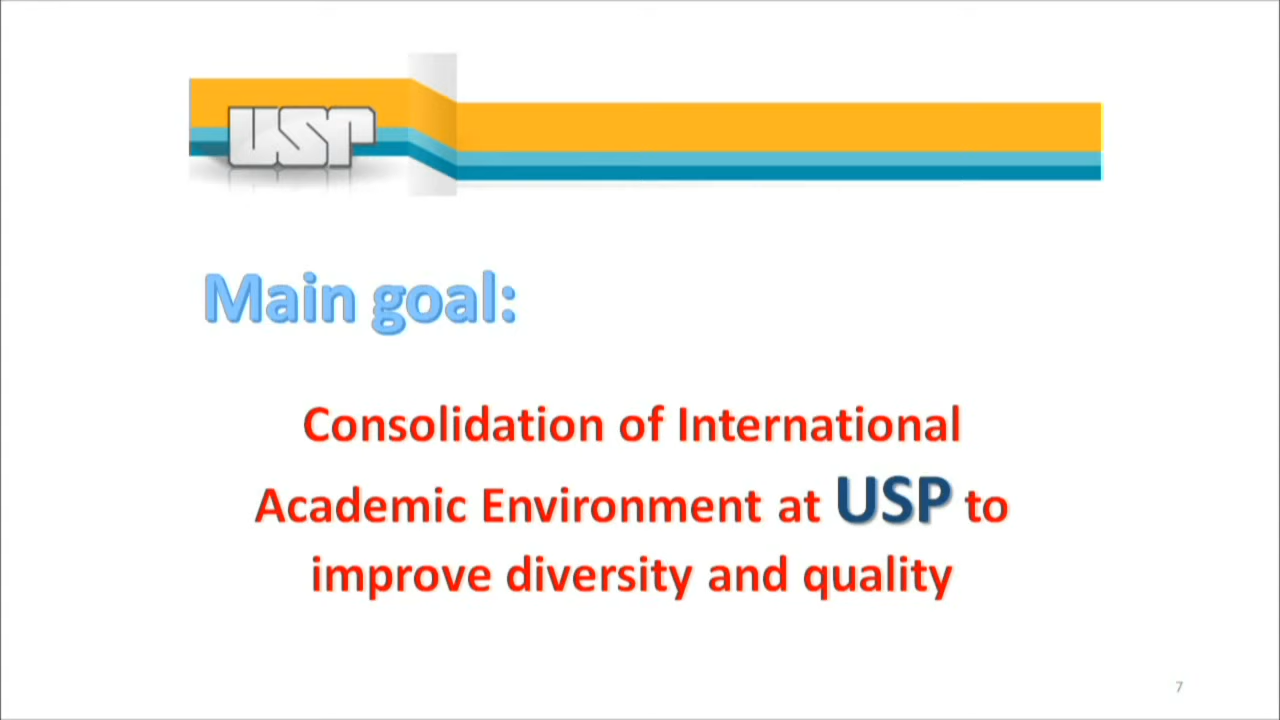 USP
Main goal:
Consolidation of International
Academic Environment at USP to
improve diversity and quality
7